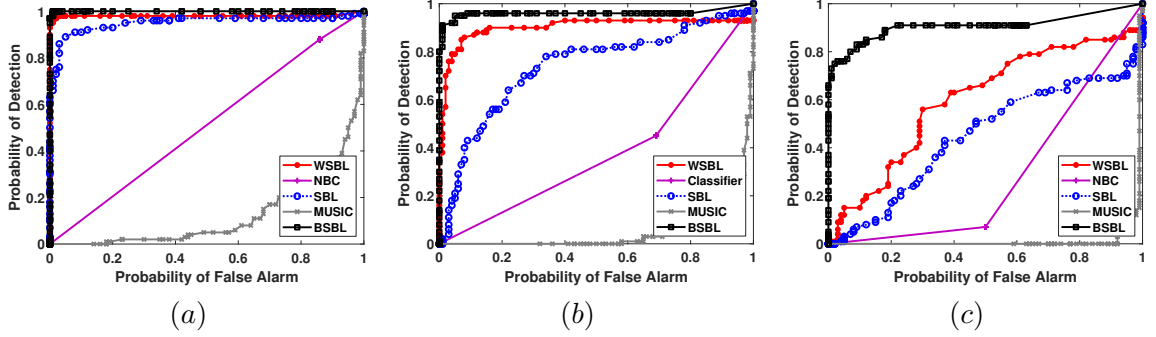 Probability of Detection
1
0.8
0.6
0.4
0.2
0
0
0.2
0.4
0.6
0.8
1
Probability of False Alarm
WSBL
NBC
SBL
MUSIC
BSBL
(a)
Probability of Detection
1
0.8
0.6
0.4
0.2
0
0
0.2
0.4
0.6
0.8
1
Probability of False Alarm
WSBL
Classifier
SBL
MUSIC
BSBL
(b)
Probability of Detection
1
0.8
0.6
0.4
0.2
0
0
0.2
0.4
0.6
0.8
1
Probability of False Alarm
WSBL
NBC
SBL
MUSIC
BSBL
(c)